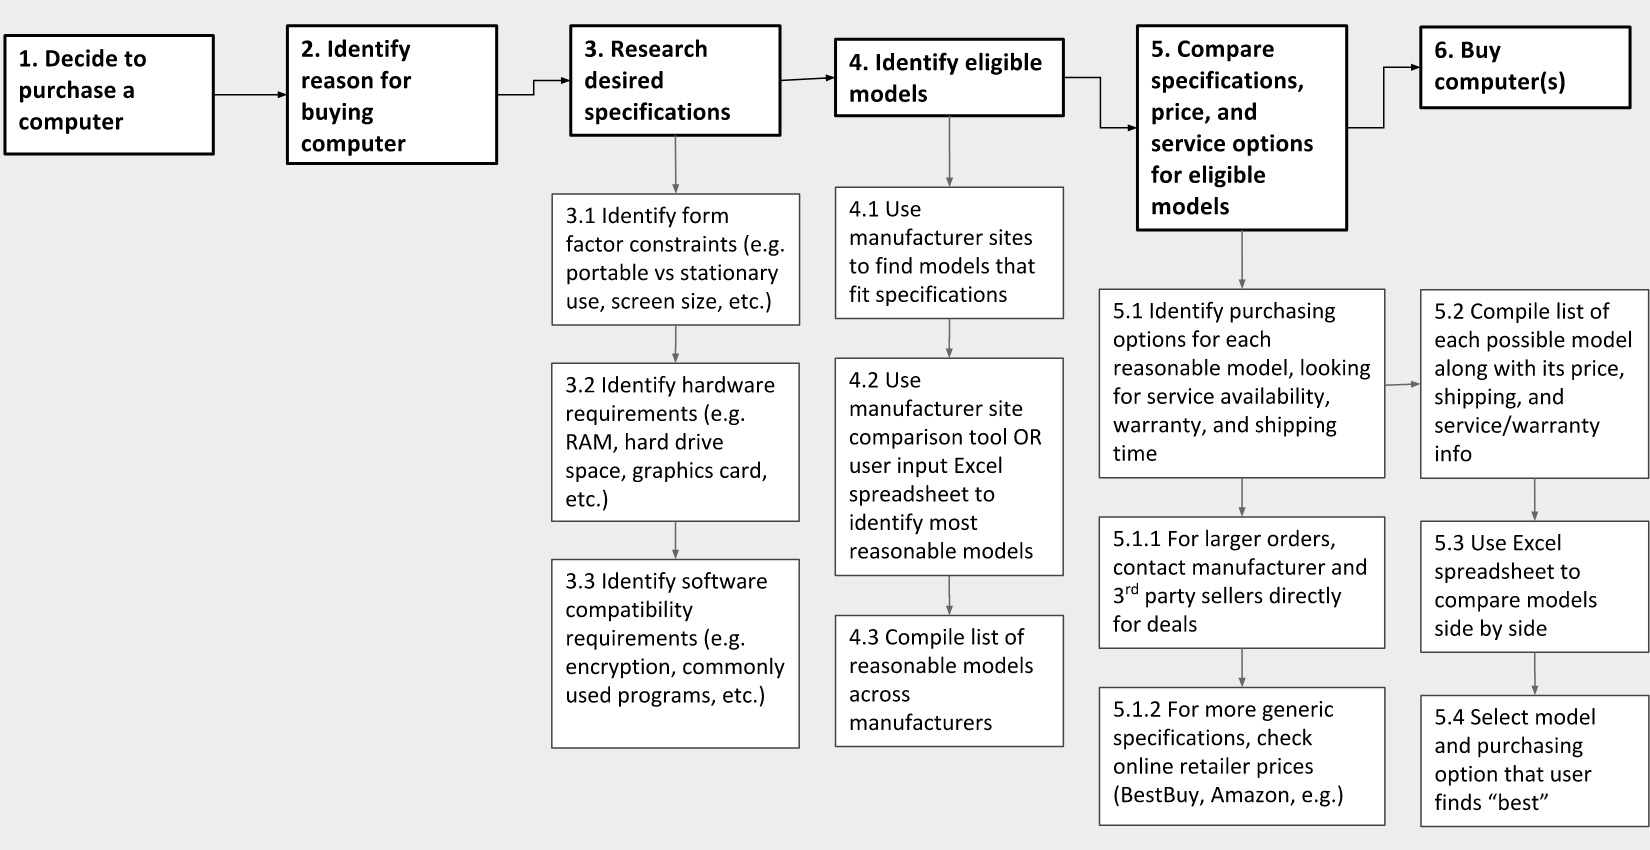 1. Decide to
purchase a
computer
2. Identify
reason for
buying
computer
3. Research
desired
specifications
4. Identify eligible
models
5. Compare
specifications,
price, and
service options
for eligible
models
6. Buy
computer(s)
3.1 Identify form
factor constraints (e.g.
portable vs stationary
use, screen size, etc.)
3.2 Identify hardware
requirements (e.g.
RAM, hard drive
space, graphics card,
etc.)
3.3 Identify software
compatibility
requirements (e.g.
encryption, commonly
used programs, etc.)
4.1 Use
manufacturer sites
to find models that
fit specifications
4.2 Use
manufacturer site
comparison tool OR
user input Excel
spreadsheet to
identify most
reasonable models
4.3 Compile list of
reasonable models
across
manufacturers
5.1 Identify purchasing
options for each
reasonable model, looking
for service availability,
warranty, and shipping
time
5.1.1 For larger orders,
contact manufacturer and
3rd party sellers directly
for deals
5.1.2 For more generic
specifications, check
online retailer prices
(BestBuy, Amazon, e.g.)
5.2 Compile list of
each possible model
along with its price,
shipping, and
service/warranty
info
5.3 Use Excel
spreadsheet to
compare models
side by side
5.4 Select model
and purchasing
option that user
finds “best”